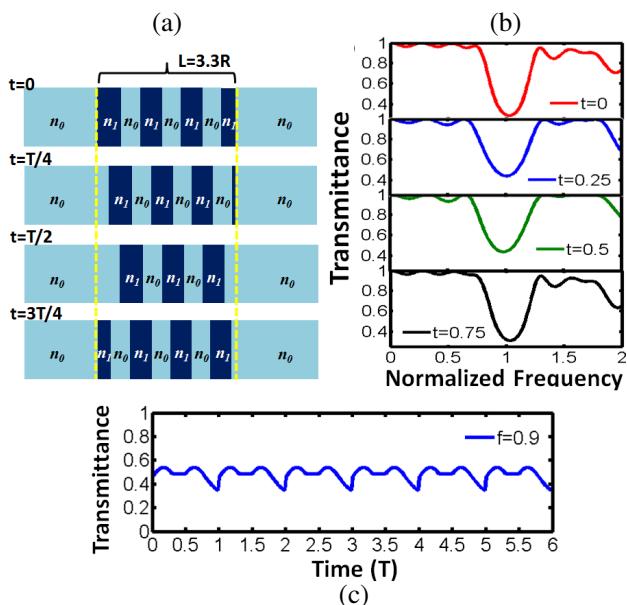 (a)
L=3.3R
t=0
n0 n1 n0 n1 n0 n1 n0 n1 n0
t=T/4
n0 n1 n0 n1 n0 n1 n0
t=T/2
n0 n1 n0 n1 n0 n1 n0
t=3T/4
n0 n1 n0 n1 n0 n1 n0 n1 n0
(b)
Transmittance
1
0.8
0.6
0.4
t=0
1
0.8
0.6
0.4
t=0.25
1
0.8
0.6
0.4
t=0.5
1
0.8
0.6
0.4
t=0.75
0 0.5 1 1.5 2
Normalized Frequency
Transmittance
1
0.8
0.6
0.4
0.2
0
f=0.9
0 0.5 1 1.5 2 2.5 3 3.5 4 4.5 5 5.5 6
Time (T)
(c)